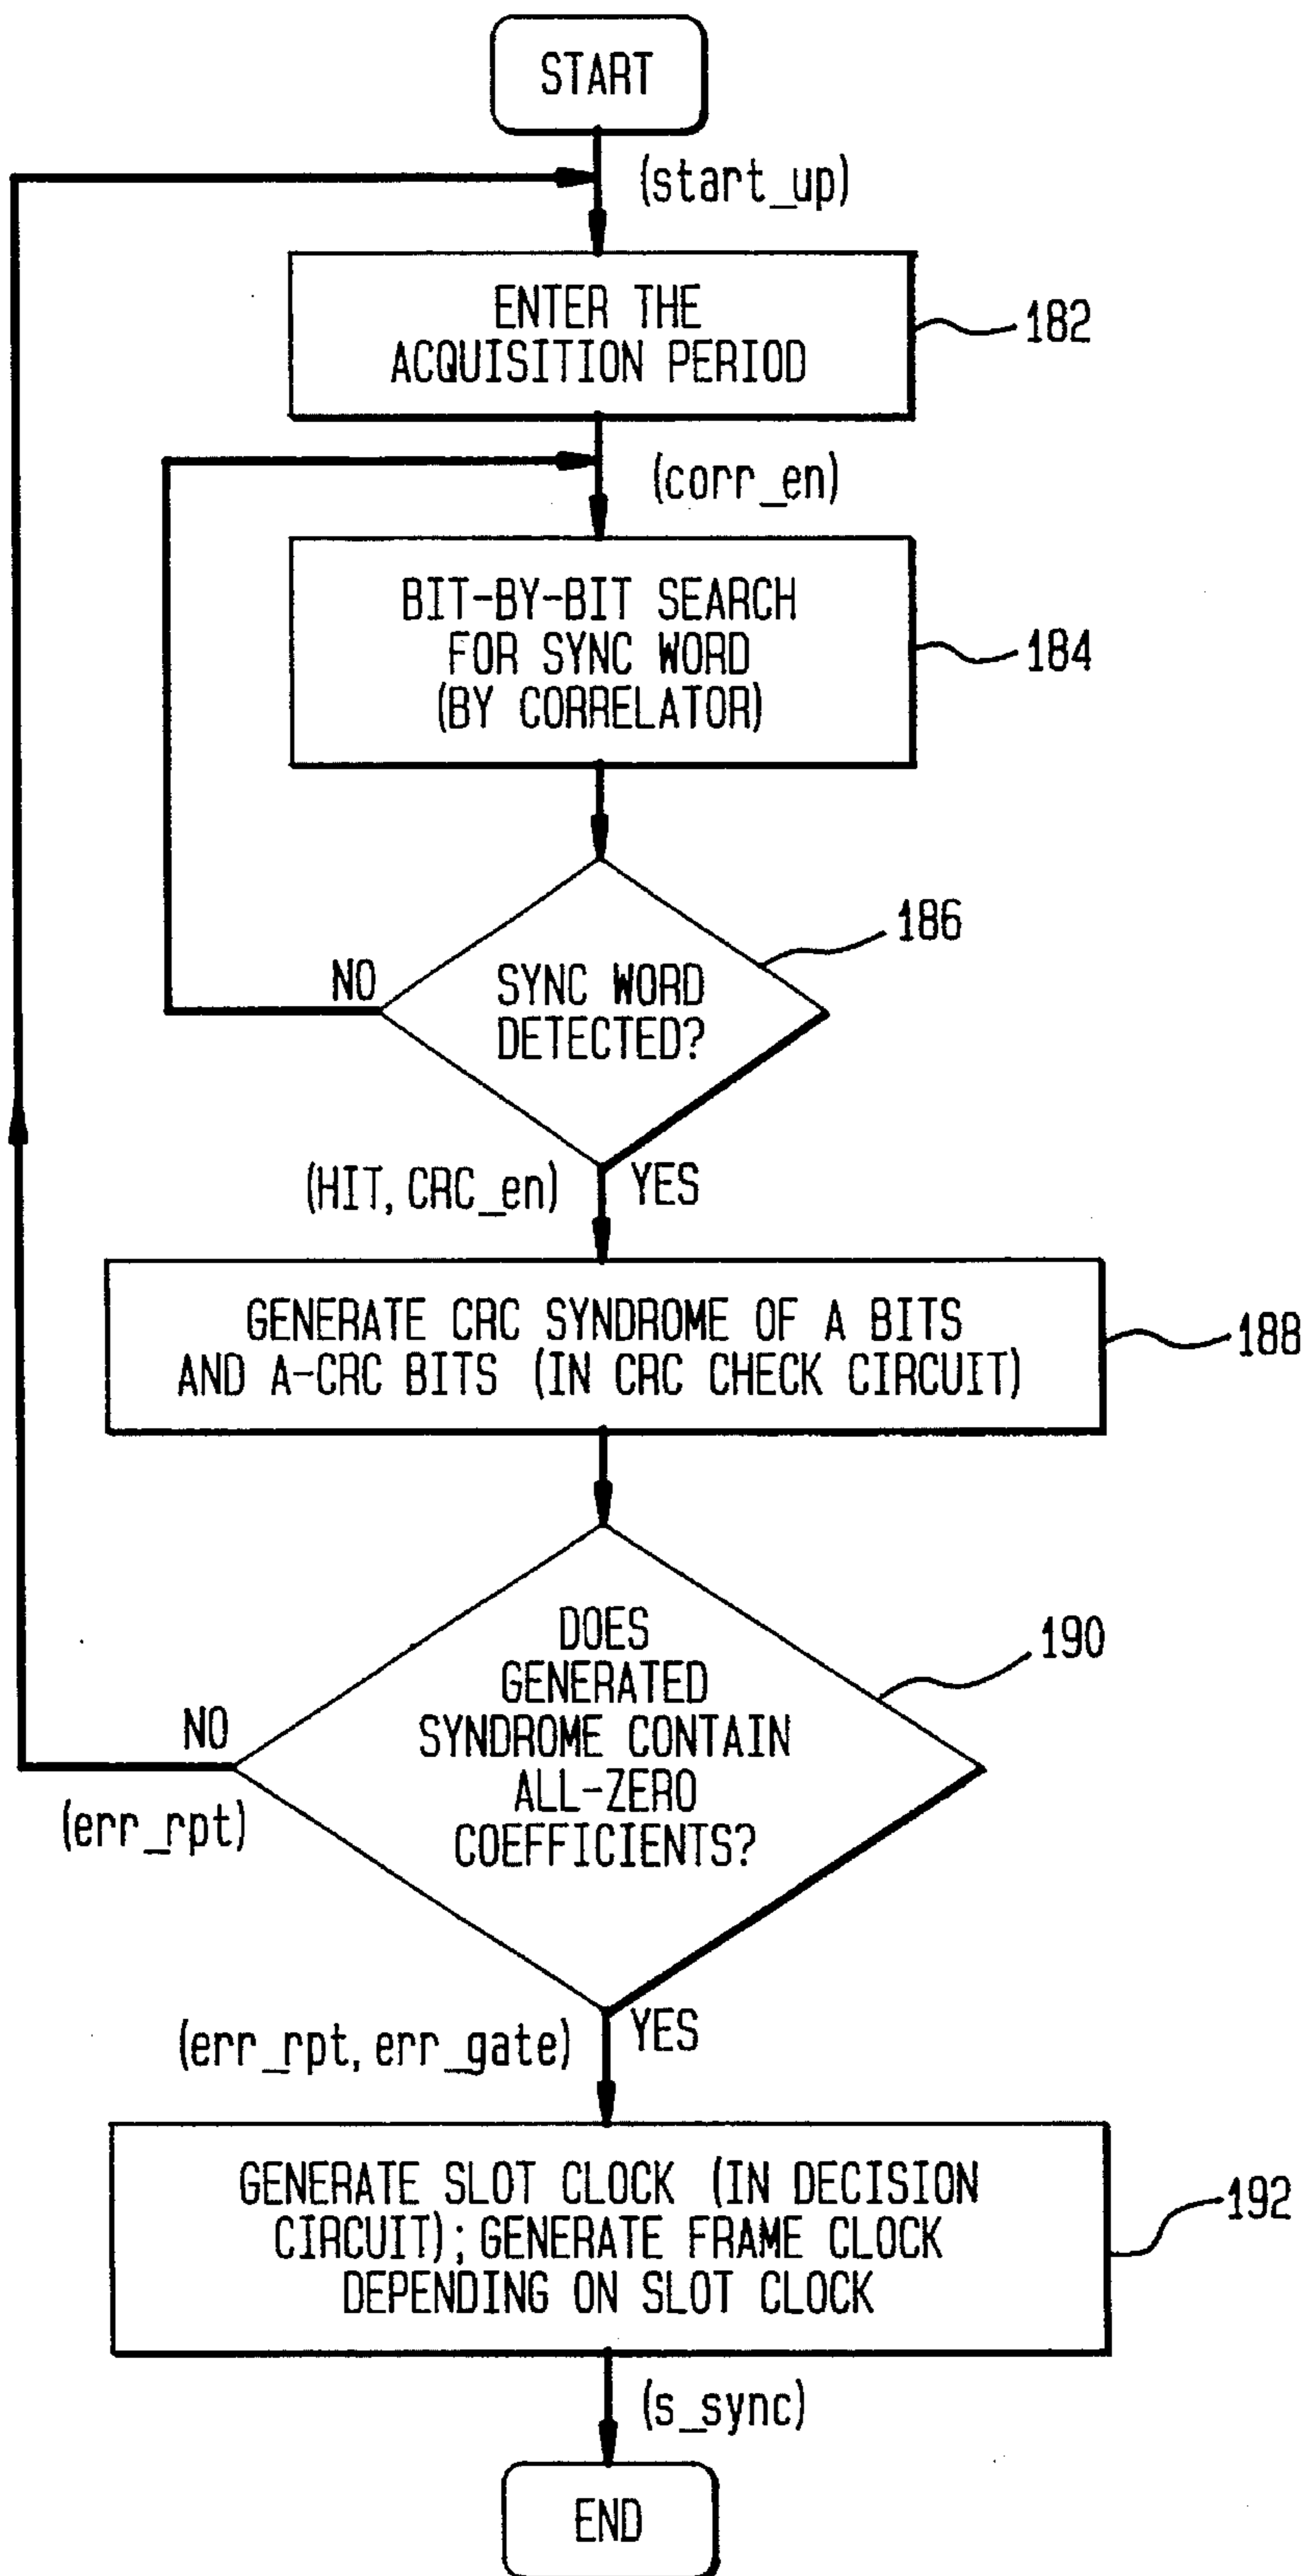 START
(start_up)
ENTER THE
ACQUISITION PERIOD
182
(corr_en)
BIT-BY-BIT SEARCH
FOR SYNC WORD
(BY CORRELATOR)
184
186
NO
SYNC WORD
DETECTED?
(HIT, CRC_en)
YES
GENERATE CRC SYNDROME OF A BITS
AND A-CRC BITS (IN CRC CHECK CIRCUIT)
188
DOES
GENERATED
SYNDROME CONTAIN
ALL-ZERO
COEFFICIENTS?
190
NO
(err_rpt)
(err_rpt, err_gate)
YES
GENERATE SLOT CLOCK (IN DECISION
CIRCUIT); GENERATE FRAME CLOCK
DEPENDING ON SLOT CLOCK
192
(s_sync)
END